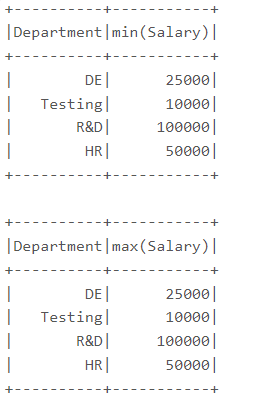 +----------+-----------+
|Department|min(Salary)|
+----------+-----------+
|        DE|      25000|
|   Testing|      10000|
|       R&D|     100000|
|        HR|      50000|
+----------+-----------+

+----------+-----------+
|Department|max(Salary)|
+----------+-----------+
|        DE|      25000|
|   Testing|      10000|
|       R&D|     100000|
|        HR|      50000|
+----------+-----------+